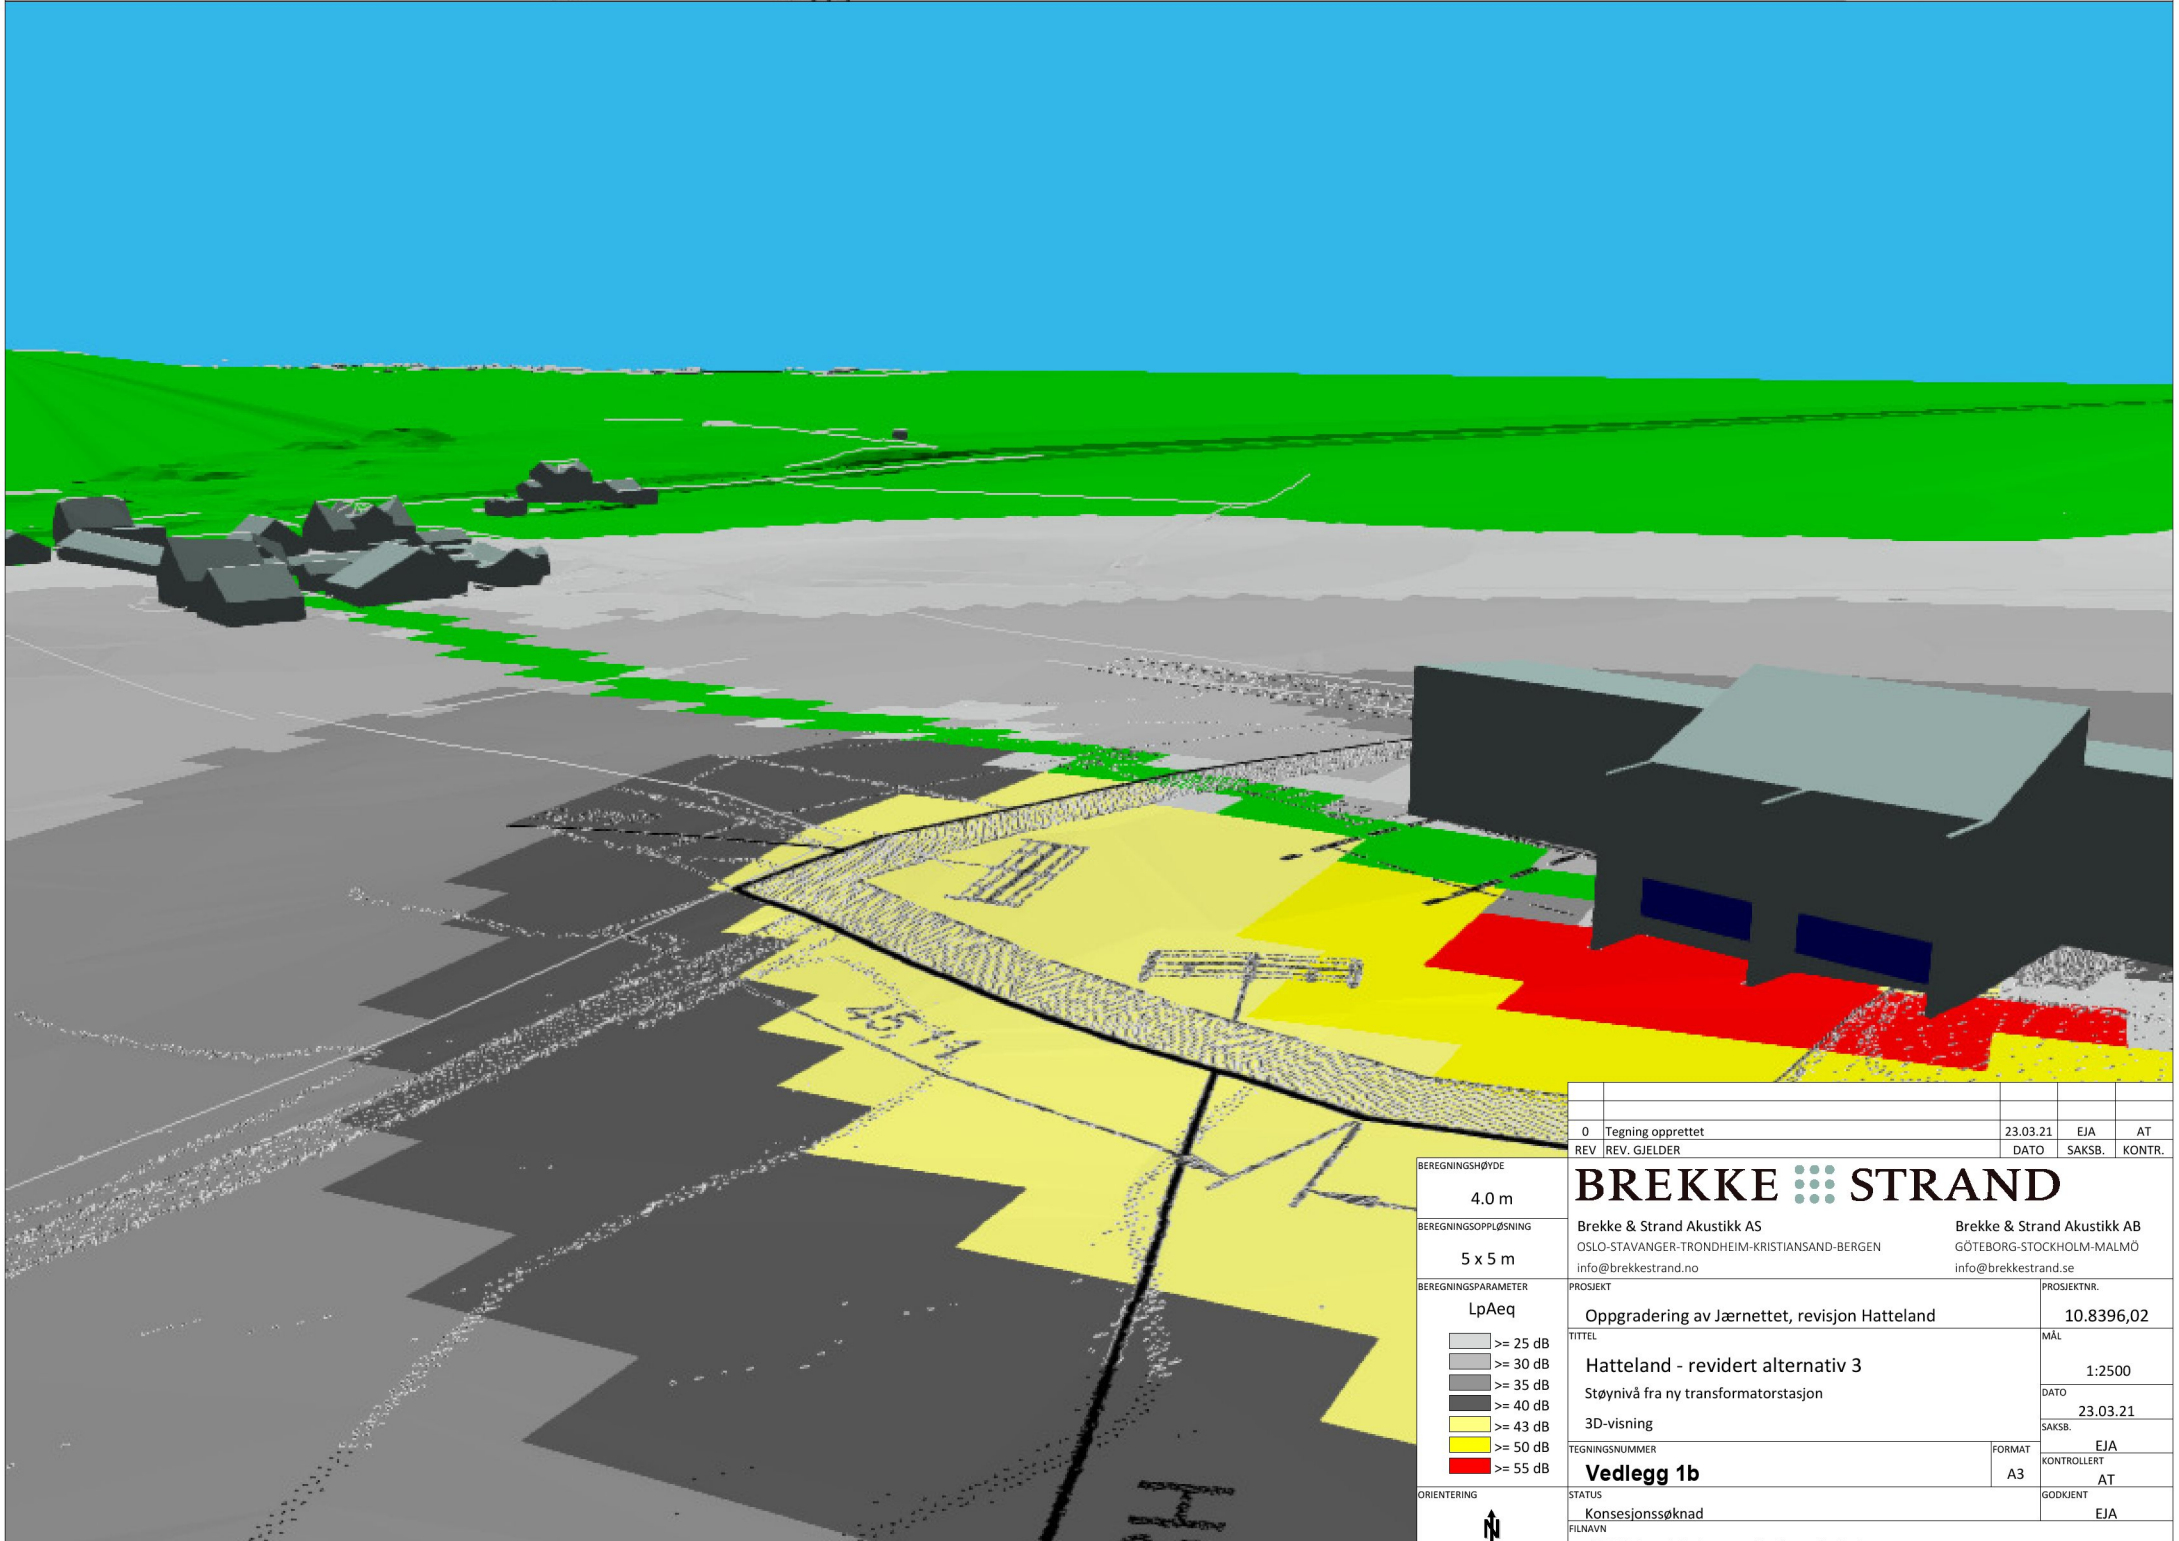 45/11
0 Tegning opprettet 23.03.21 EJA AT
REV REV. GJELDER DATO SAKSB. KONTR.
BREKKE STRAND
Brekke & Strand Akustikk AS
OSLO-STAVANGER-TRONDHEIM-KRISTIANSAND-BERGEN
info@brekkestrand.no
Brekke & Strand Akustikk AB
GÖTEBORG-STOCKHOLM-MALMÖ
info@brekkestrand.se
BEREGNINGSHØYDE
4.0 m
BEREGNINGSOPPLØSNING
5 x 5 m
BEREGNINGSPARAMETER
LpAeq
>= 25 dB
>= 30 dB
>= 35 dB
>= 40 dB
>= 43 dB
>= 50 dB
>= 55 dB
ORIENTERING
N
PROSJEKT
Oppgradering av Jærnettet, revisjon Hatteland
PROSJEKTNR.
10.8396,02
TITTEL
Hatteland - revidert alternativ 3
Støynivå fra ny transformatorstasjon
3D-visning
MÅL
1:2500
DATO
23.03.21
SAKSB.
EJA
TEGNINGSNUMMER
Vedlegg 1b
FORMAT
A3
KONTROLLERT
AT
STATUS
Konsesjonssøknad
GODKJENT
EJA
FILNAVN